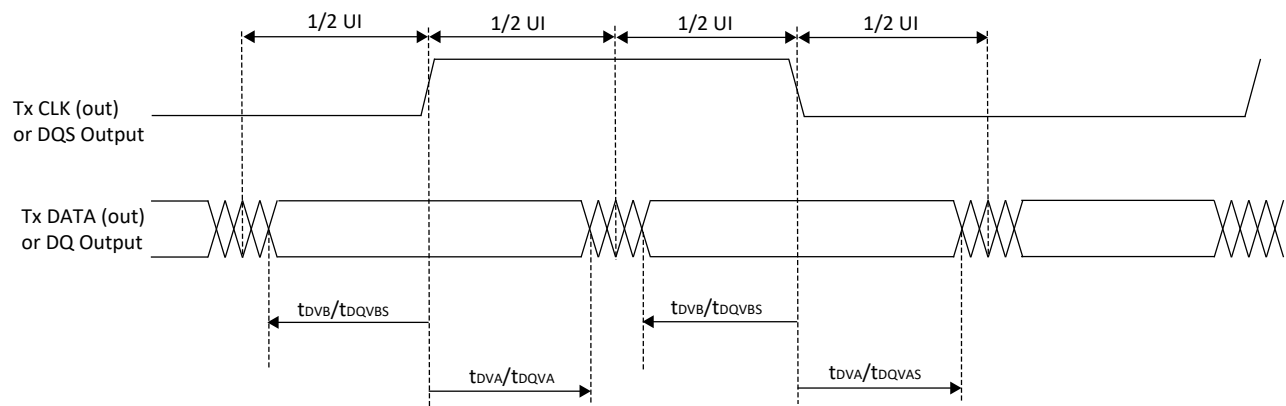 1/2 UI
1/2 UI
1/2 UI
1/2 UI
Tx CLK (out)
or DQS Output
Tx DATA (out)
or DQ Output
tDVB/tDQVBS
tDVB/tDQVBS
tDVA/tDQVA
tDVA/tDQVAS